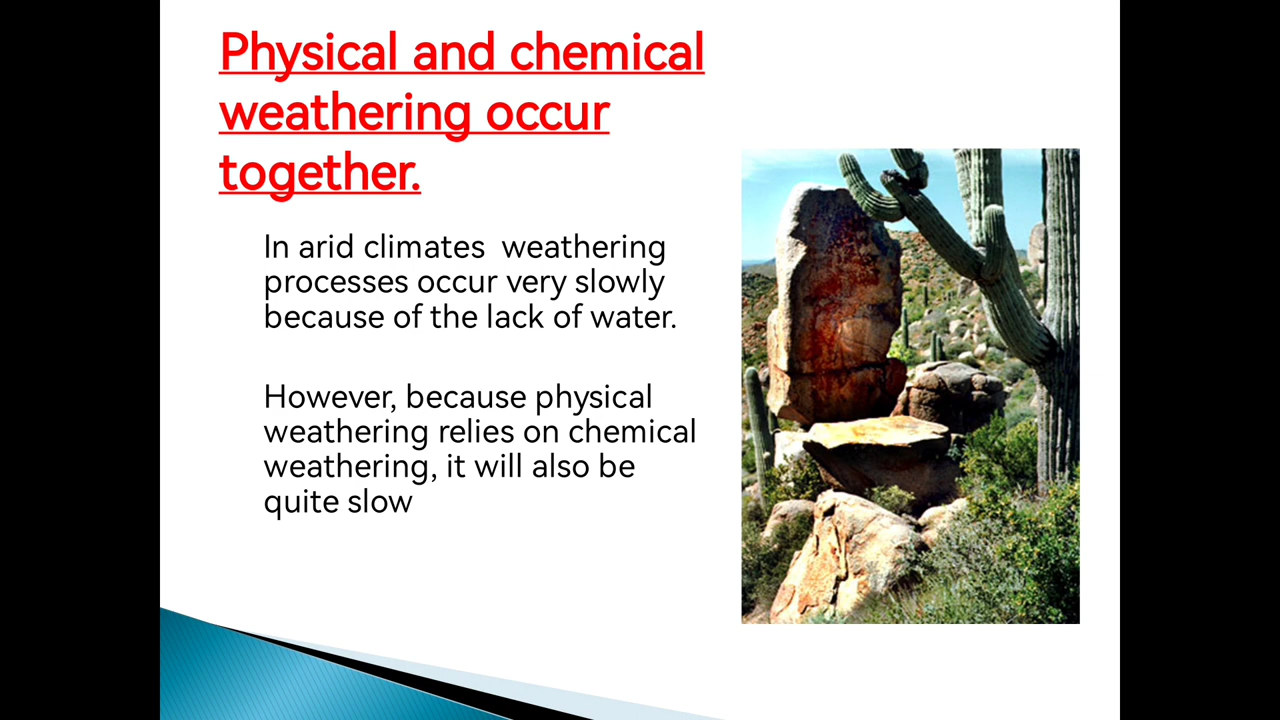 Physical and chemical
weathering occur
together.
In arid climates  weathering
processes occur very slowly
because of the lack of water.
However, because physical
weathering relies on chemical
weathering, it will also be
quite slow